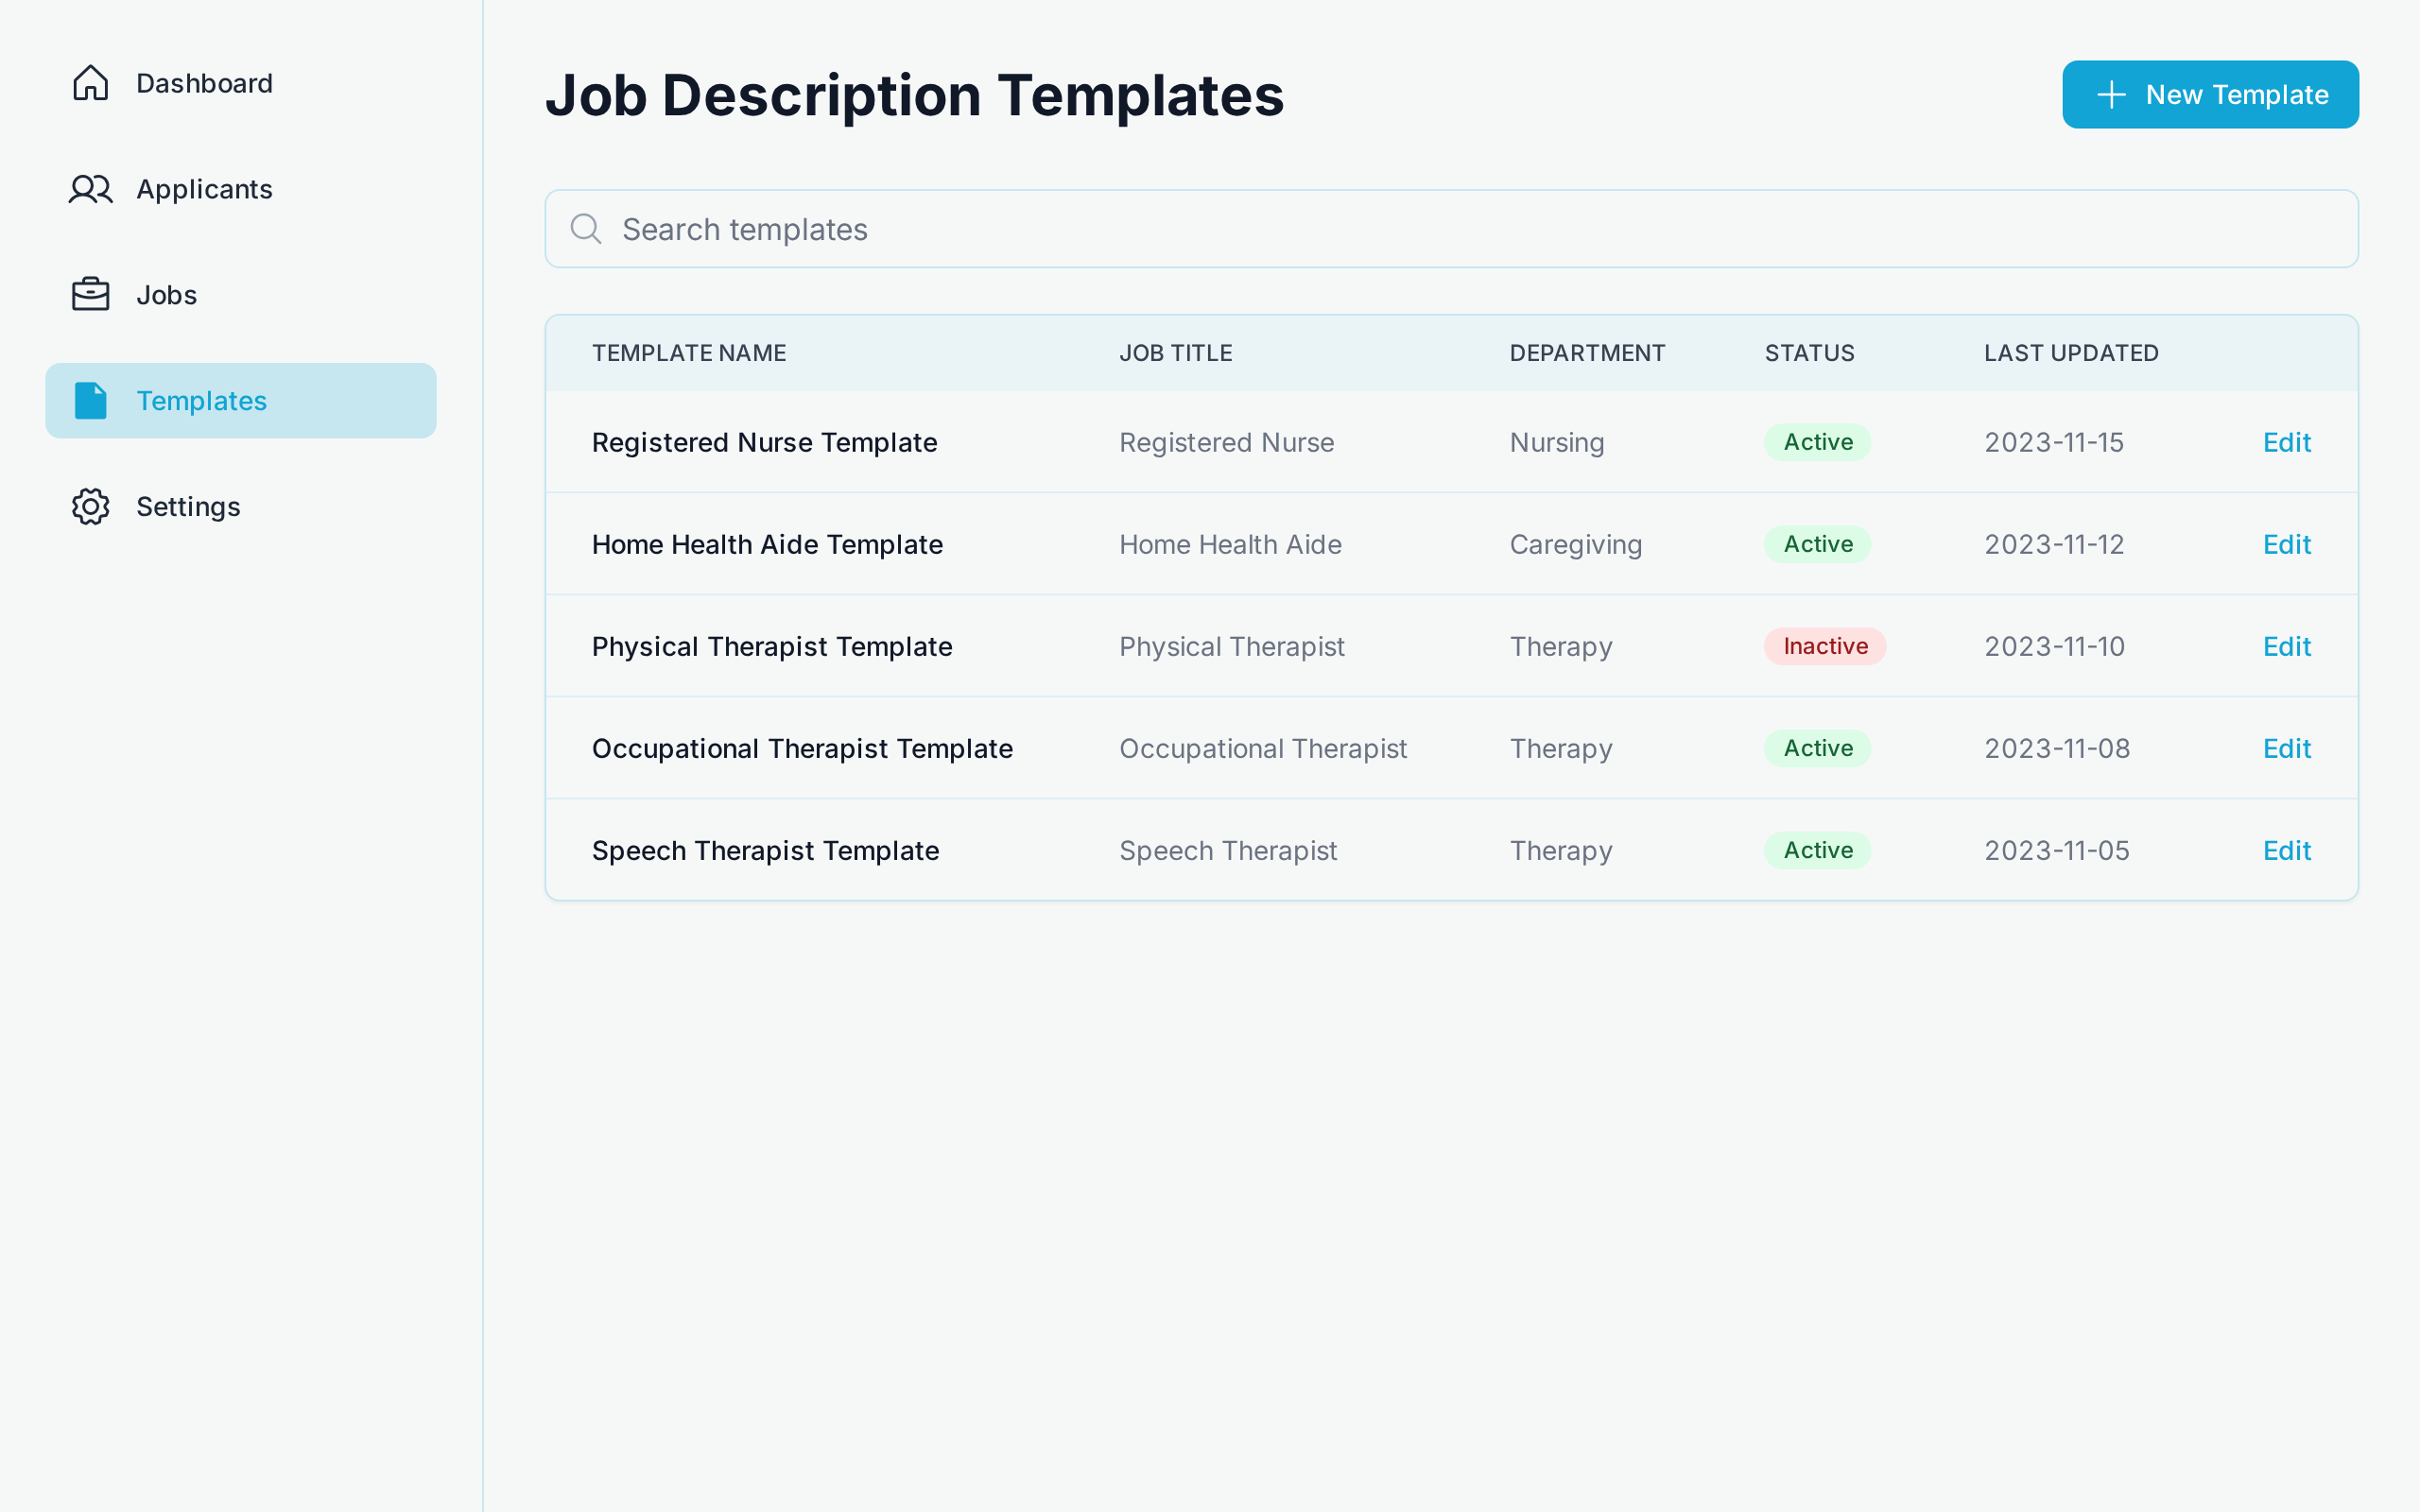 Dashboard
Applicants
Jobs
Templates
Settings
Job Description Templates
New Template
Search templates
TEMPLATE NAME JOB TITLE DEPARTMENT STATUS LAST UPDATED
Registered Nurse Template Registered Nurse Nursing Active 2023-11-15 Edit
Home Health Aide Template Home Health Aide Caregiving Active 2023-11-12 Edit
Physical Therapist Template Physical Therapist Therapy Inactive 2023-11-10 Edit
Occupational Therapist Template Occupational Therapist Therapy Active 2023-11-08 Edit
Speech Therapist Template Speech Therapist Therapy Active 2023-11-05 Edit